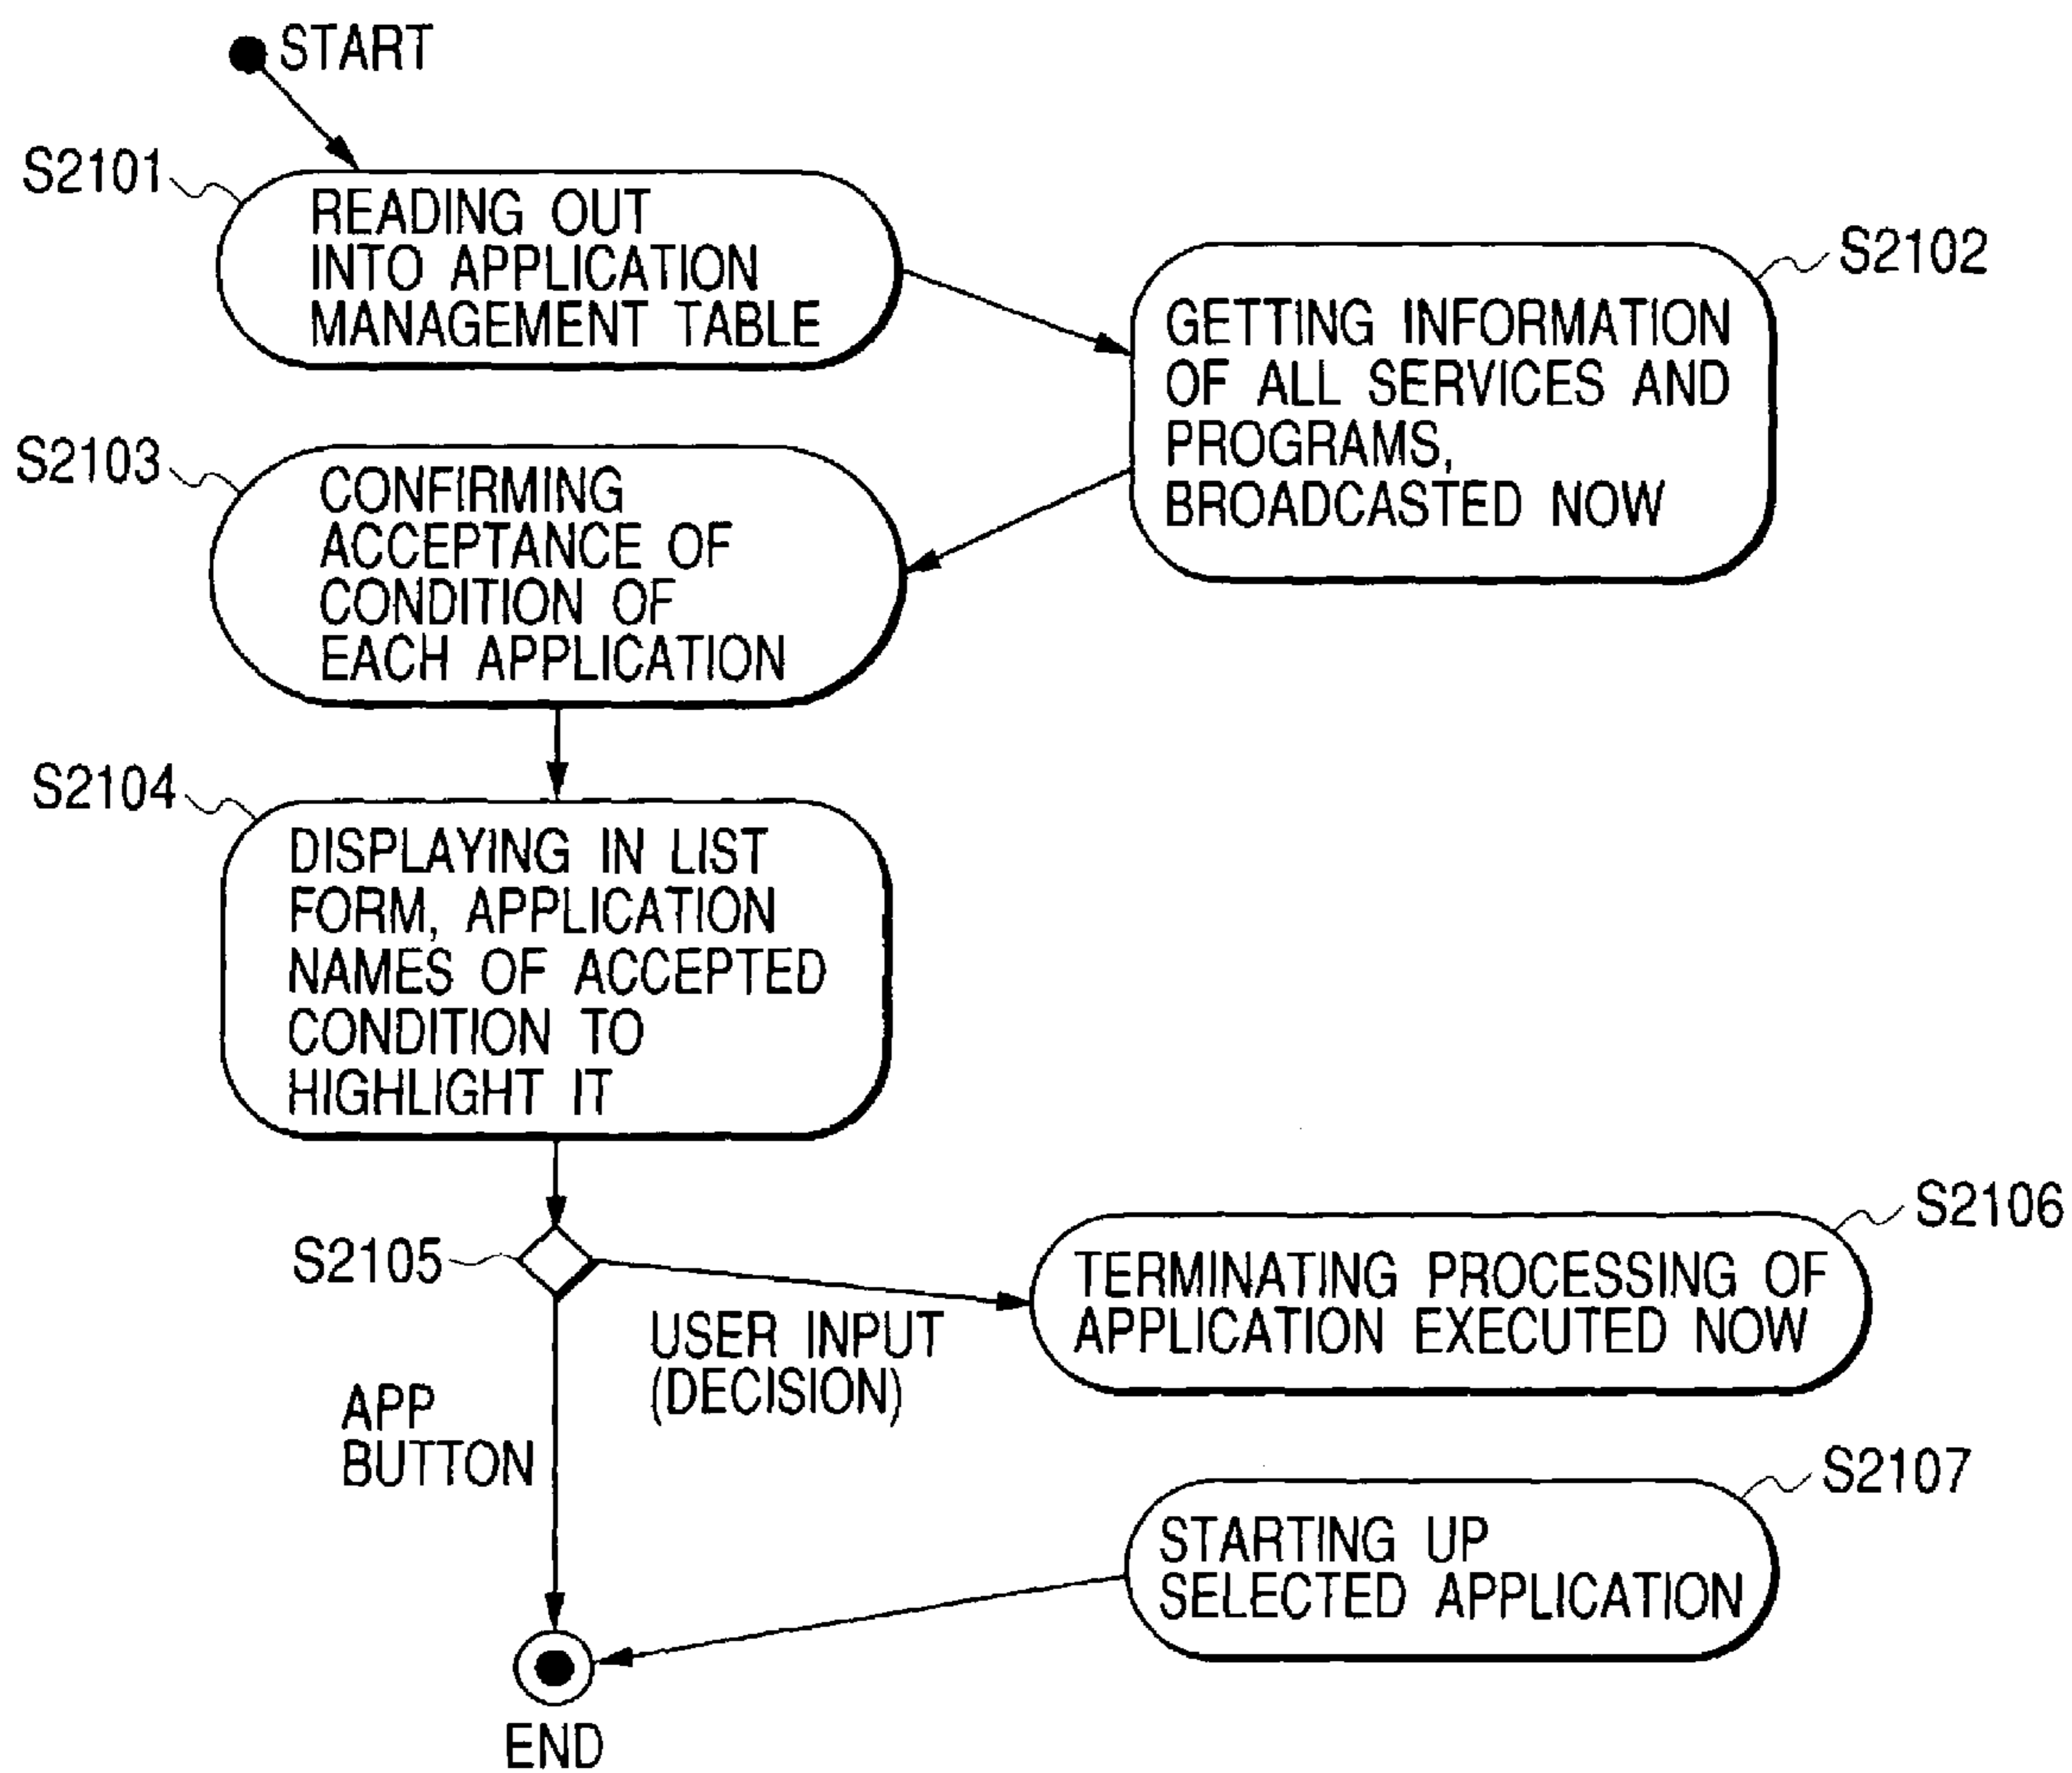 START
S2101
READING OUT
INTO APPLICATION
MANAGEMENT TABLE
S2102
GETTING INFORMATION
OF ALL SERVICES AND
PROGRAMS,
BROADCASTED NOW
S2103
CONFIRMING
ACCEPTANCE OF
CONDITION OF
EACH APPLICATION
S2104
DISPLAYING IN LIST
FORM, APPLICATION
NAMES OF ACCEPTED
CONDITION TO
HIGHLIGHT IT
S2105
USER INPUT
(DECISION)
S2106
TERMINATING PROCESSING OF
APPLICATION EXECUTED NOW
APP
BUTTON
S2107
STARTING UP
SELECTED APPLICATION
END